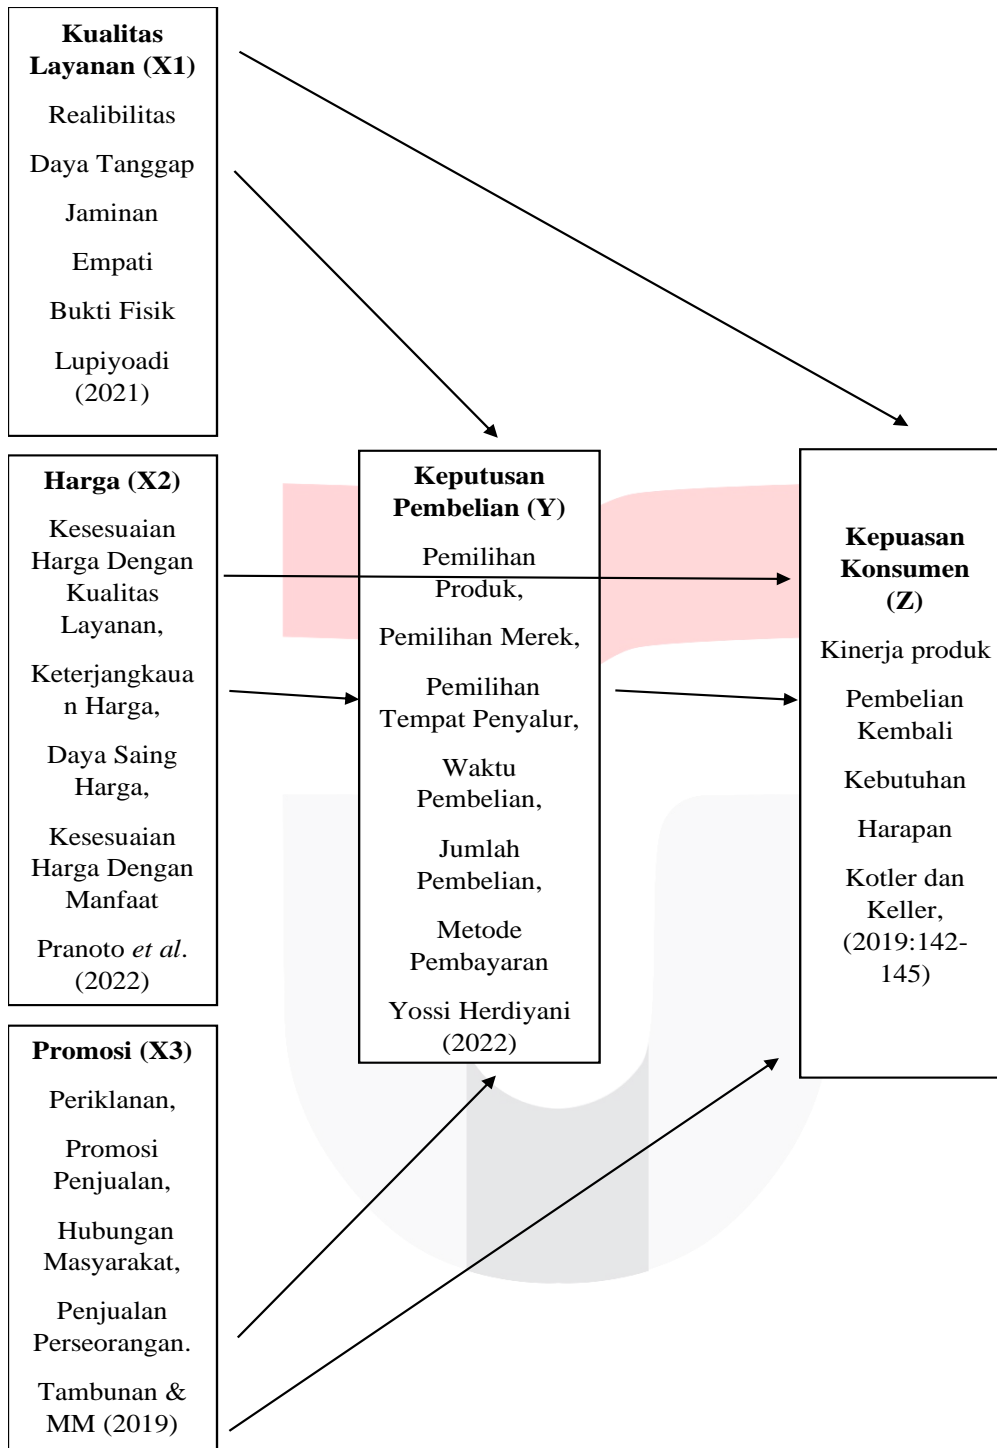 Kualitas
Layanan (X1)
Realibilitas
Daya Tanggap
Jaminan
Empati
Bukti Fisik
Lupiyoadi
(2021)
Harga (X2)
Kesesuaian
Harga Dengan
Kualitas
Layanan,
Keterjangkaua
n Harga,
Daya Saing
Harga,
Kesesuaian
Harga Dengan
Manfaat
Pranoto et al.
(2022)
Promosi (X3)
Periklanan,
Promosi
Penjualan,
Hubungan
Masyarakat,
Penjualan
Perseorangan.
Tambunan &
MM (2019)
Keputusan
Pembelian (Y)
Pemilihan
Produk,
Pemilihan Merek,
Pemilihan
Tempat Penyalur,
Waktu
Pembelian,
Jumlah
Pembelian,
Metode
Pembayaran
Yossi Herdiyani
(2022)
Kepuasan
Konsumen
(Z)
Kinerja produk
Pembelian
Kembali
Kebutuhan
Harapan
Kotler dan
Keller,
(2019:142-
145)